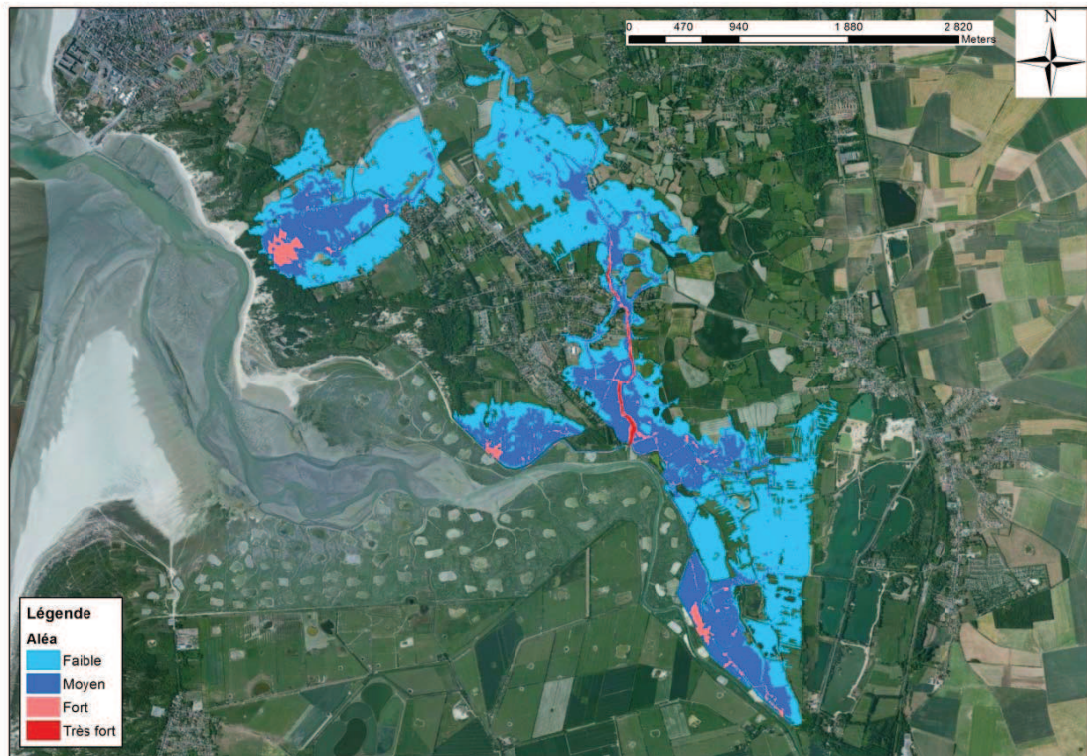 0 470 940 1 880 2 820
Meters
N
Légende
Aléa
Faible
Moyen
Fort
Très fort